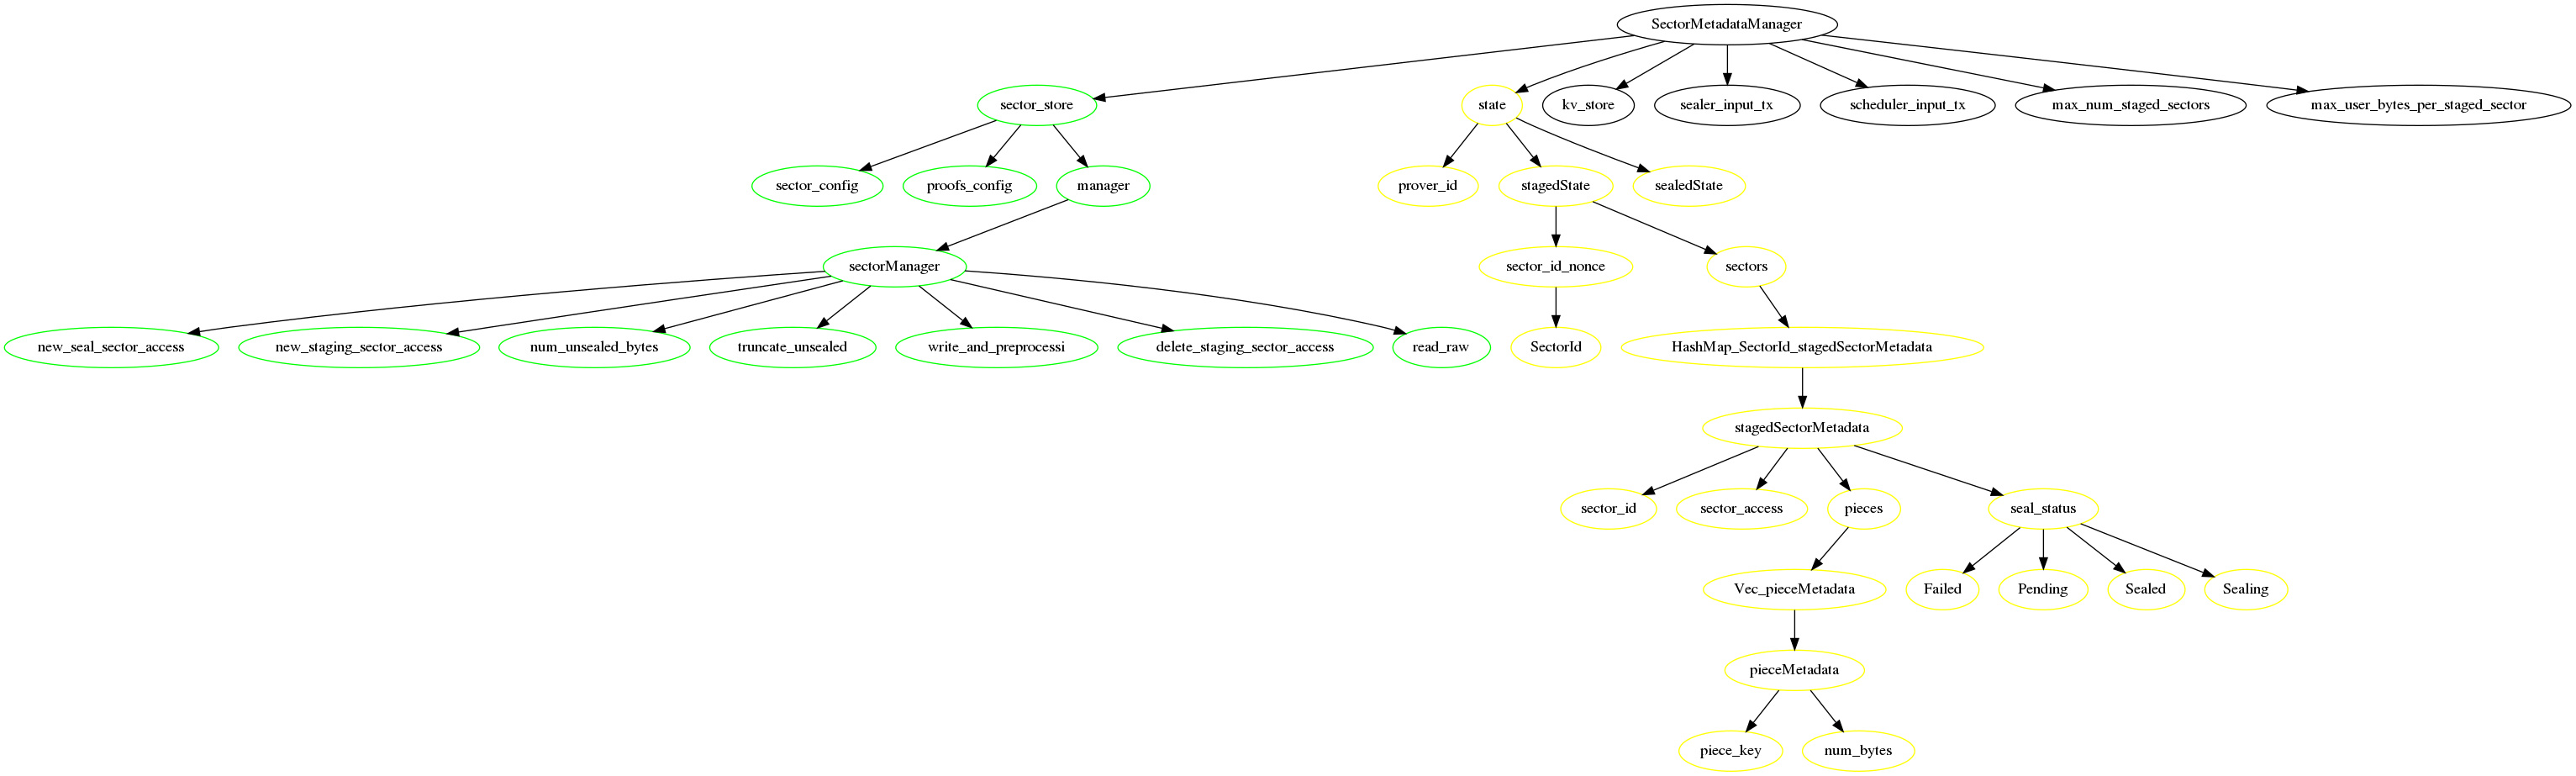 SectorMetadataManager
sector_store
state
kv_store
sealer_input_tx
scheduler_input_tx
max_num_staged_sectors
max_user_bytes_per_staged_sector
sector_config
proofs_config
manager
prover_id
stagedState
sealedState
sectorManager
sector_id_nonce
sectors
new_seal_sector_access
new_staging_sector_access
num_unsealed_bytes
truncate_unsealed
write_and_preprocessi
delete_staging_sector_access
read_raw
SectorId
HashMap_SectorId_stagedSectorMetadata
stagedSectorMetadata
sector_id
sector_access
pieces
seal_status
Vec_pieceMetadata
Failed
Pending
Sealed
Sealing
pieceMetadata
piece_key
num_bytes